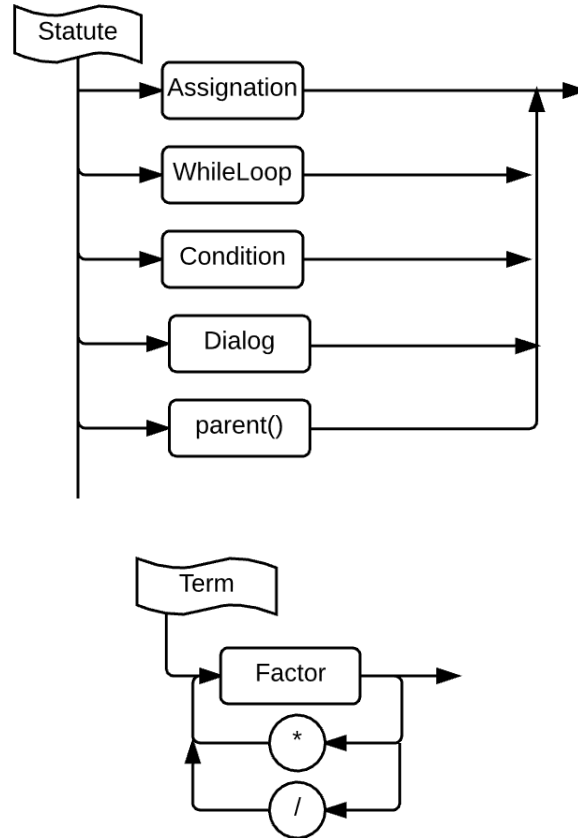 Statute
Assignation
WhileLoop
Condition
Dialog
parent()
Term
Factor
*
/